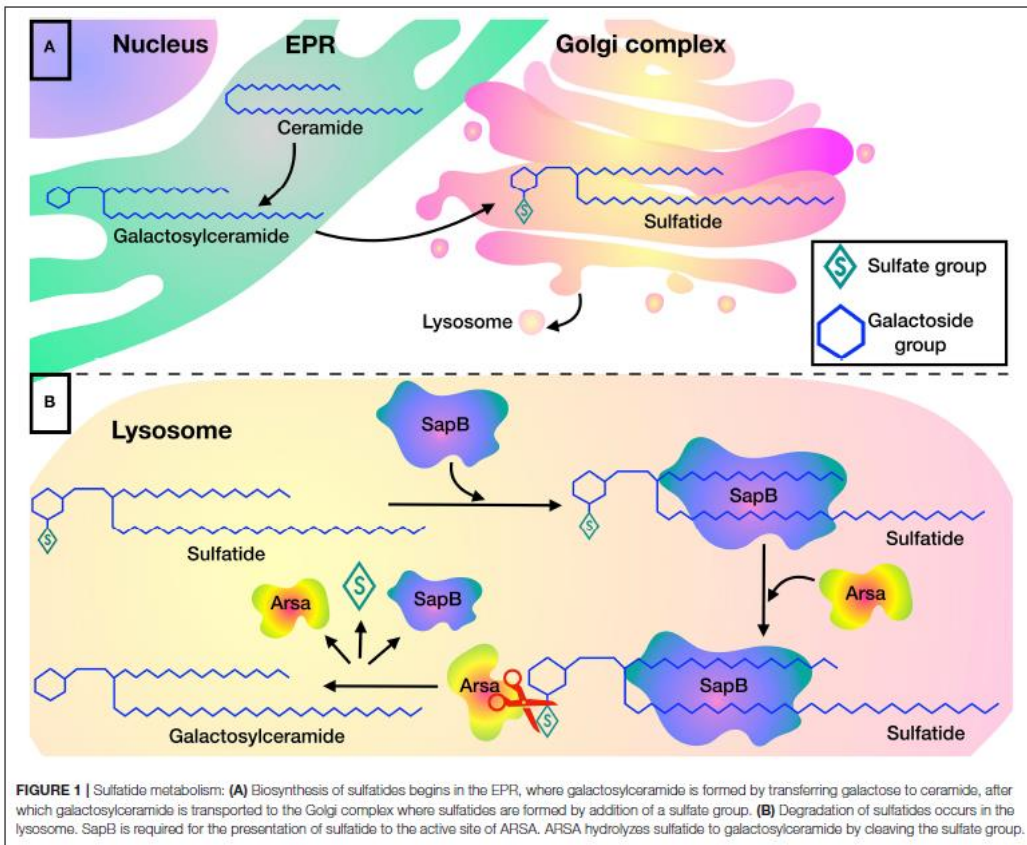 A
Nucleus
EPR
Golgi complex
Ceramide
Galactosylceramide
S
Sulfatide
Lysosome
S
Sulfate group
Galactoside
group
B
Lysosome
SapB
S
Sulfatide
S
SapB
Sulfatide
Arsa
Arsa
S
SapB
Galactosylceramide
Arsa
S
SapB
Sulfatide
FIGURE 1 | Sulfatide metabolism: (A) Biosynthesis of sulfatides begins in the EPR, where galactosylceramide is formed by transferring galactose to ceramide, after
which galactosylceramide is transported to the Golgi complex where sulfatides are formed by addition of a sulfate group. (B) Degradation of sulfatides occurs in the
lysosome. SapB is required for the presentation of sulfatide to the active site of ARSA. ARSA hydrolyzes sulfatide to galactosylceramide by cleaving the sulfate group.